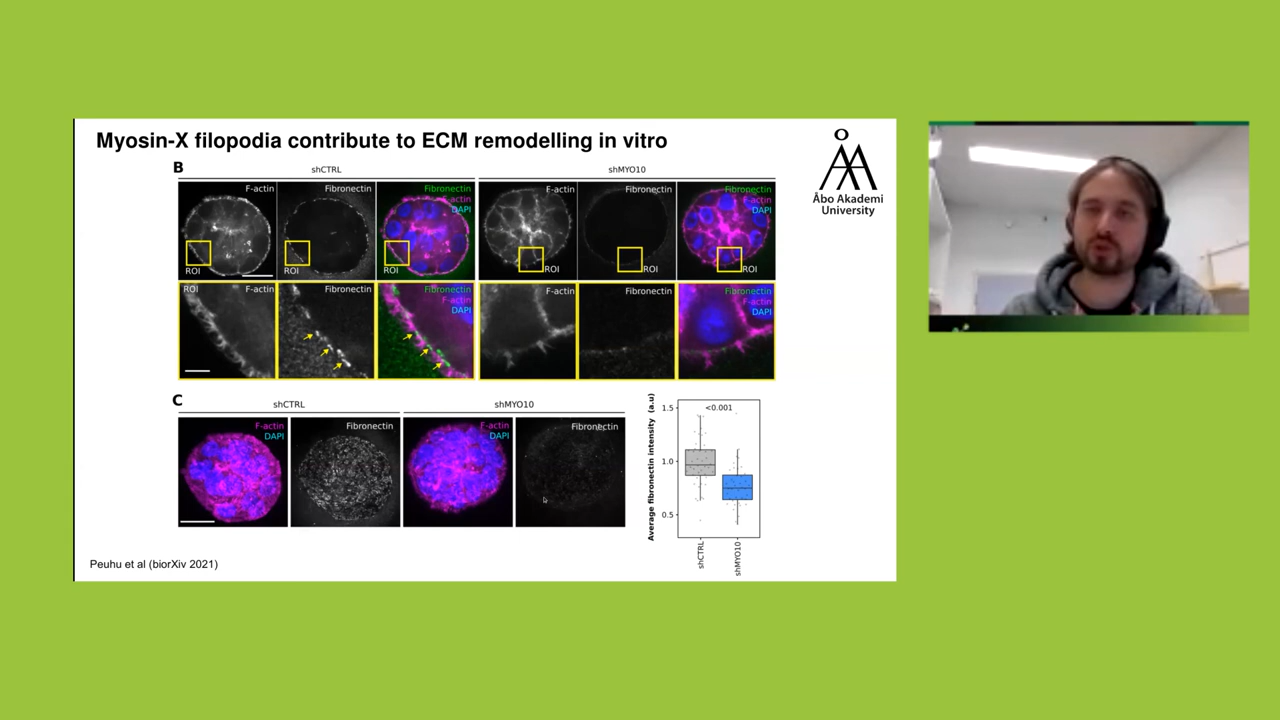 Myosin-X filopodia contribute to ECM remodelling in vitro
Åbo Akademi
University
B
shCTRL
shMYO10
F-actin
Fibronectin
Fibronectin
F-actin
DAPI
F-actin
Fibronectin
Fibronectin
F-actin
DAPI
ROI
ROI
ROI
ROI
ROI
ROI
ROI
F-actin
Fibronectin
Fibronectin
F-actin
DAPI
F-actin
Fibronectin
Fibronectin
F-actin
DAPI
C
shCTRL
shMYO10
F-actin
DAPI
Fibronectin
F-actin
DAPI
Fibronectin
Average fibronectin intensity (a.u)
1.5
1.0
0.5
<0.001
shCTRL
shMYO10
Peuhu et al (biorXiv 2021)